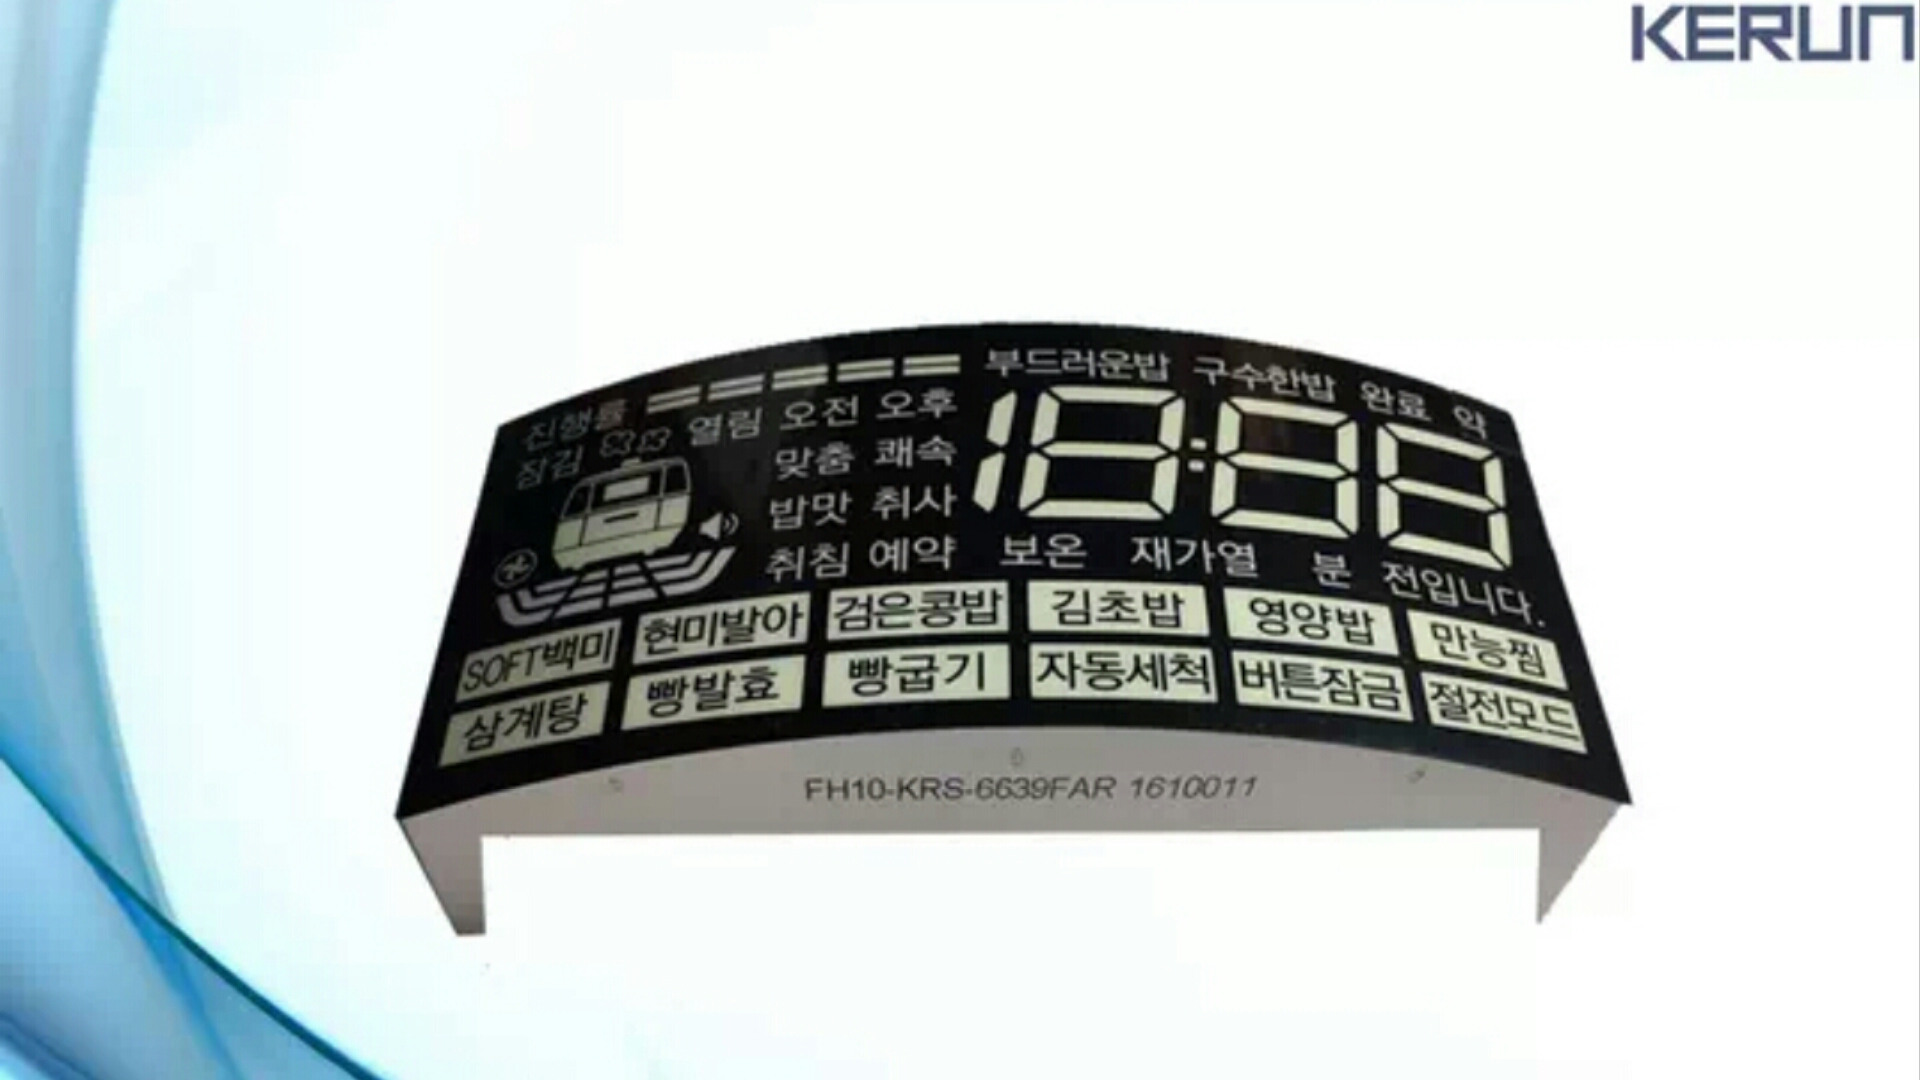 KERUN
부드러운밥 구수한밥 완료 약
진행률
잠김 열림 오전 오후
맞춤 쾌속
18:88
밥맛 취사
취침 예약 보온 재가열 분 전입니다.
SOFT백미 현미발아 검은콩밥 김초밥 영양밥 만능찜
삼계탕 빵발효 빵굽기 자동세척 버튼잠금 절전모드
FH10-KRS-6639FAR 1610011